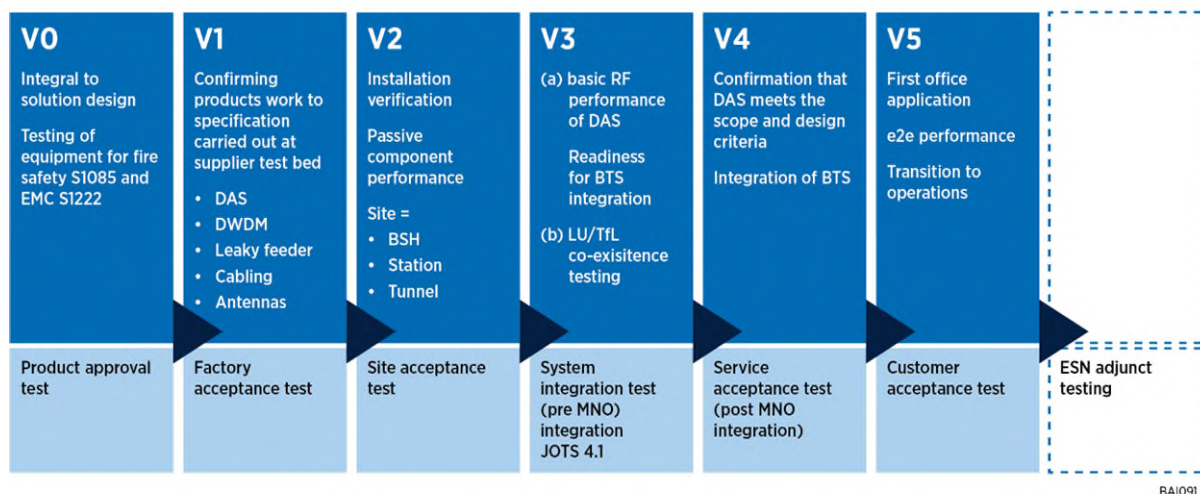 V0
Integral to
solution design
Testing of
equipment for fire
safety S1085 and
EMC S1222
V1
Confirming
products work to
specification
carried out at
supplier test bed
• DAS
• DWDM
• Leaky feeder
• Cabling
• Antennas
V2
Installation
verification
Passive
component
performance
Site =
• BSH
• Station
• Tunnel
V3
(a) basic RF
performance
of DAS
Readiness
for BTS
integration
(b) LU/TfL
co-exisitence
testing
V4
Confirmation that
DAS meets the
scope and design
criteria
Integration of BTS
V5
First office
application
e2e performance
Transition to
operations
Product approval
test
Factory
acceptance test
Site acceptance
test
System
integration test
(pre MNO)
integration
JOTS 4.1
Service
acceptance test
(post MNO
integration)
Customer
acceptance test
ESN adjunct
testing
BAI091